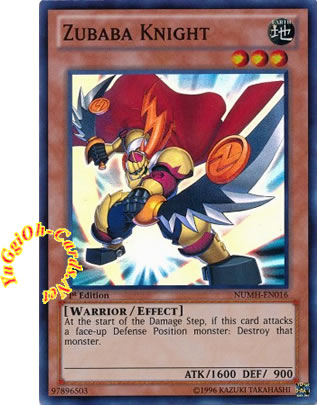 ZUBABA KNIGHT
EARTH
地
YuGgiOh-Cards.Net
1st Edition
NUMH-EN016
[WARRIOR / EFFECT]
At the start of the Damage Step, if this card attacks
a face-up Defense Position monster: Destroy that
monster.
ATK/1600 DEF/ 900
97896503
©1996 KAZUKI TAKAHASHI